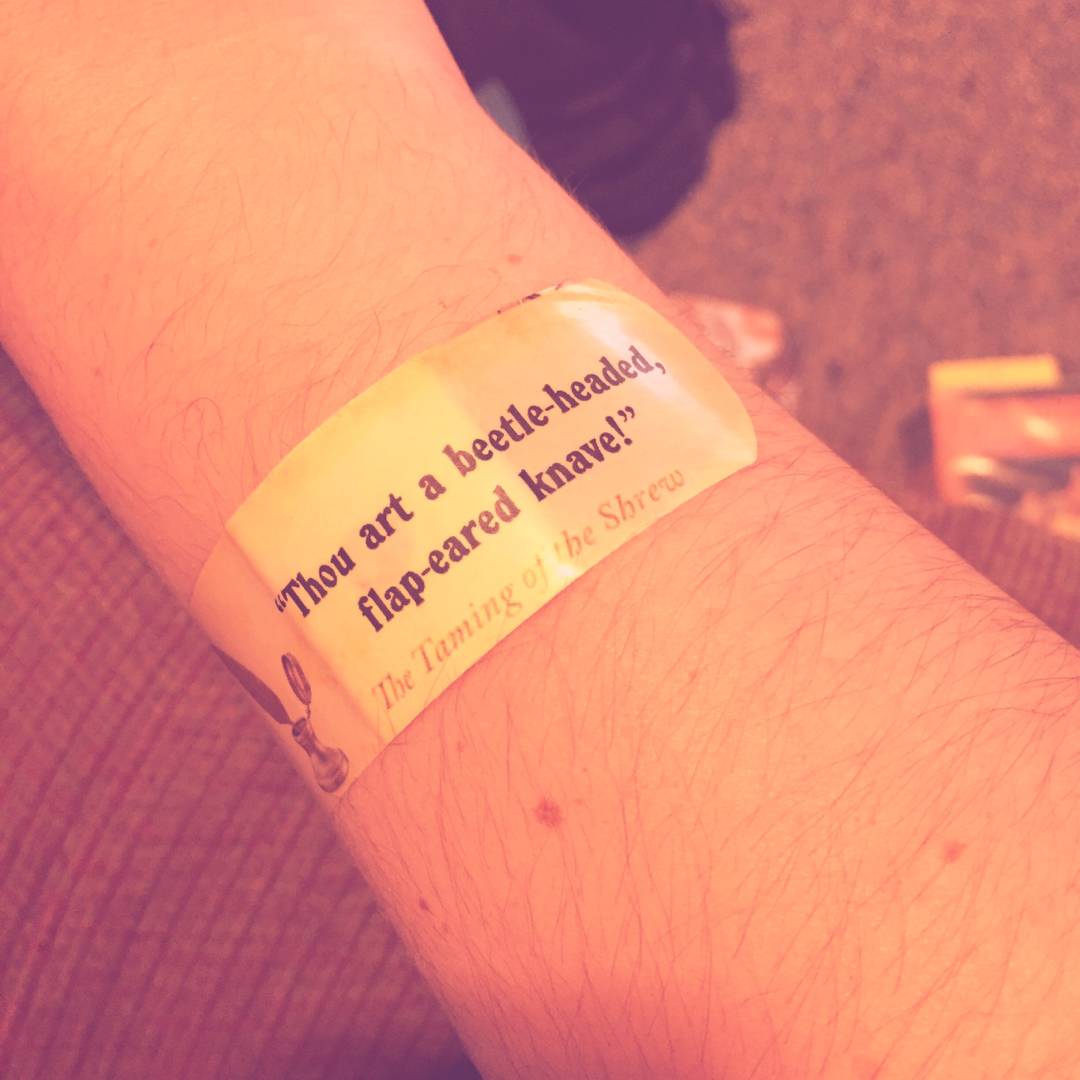 “Thou art a beetle-headed,
flap-eared knave!”
The Taming of the Shrew